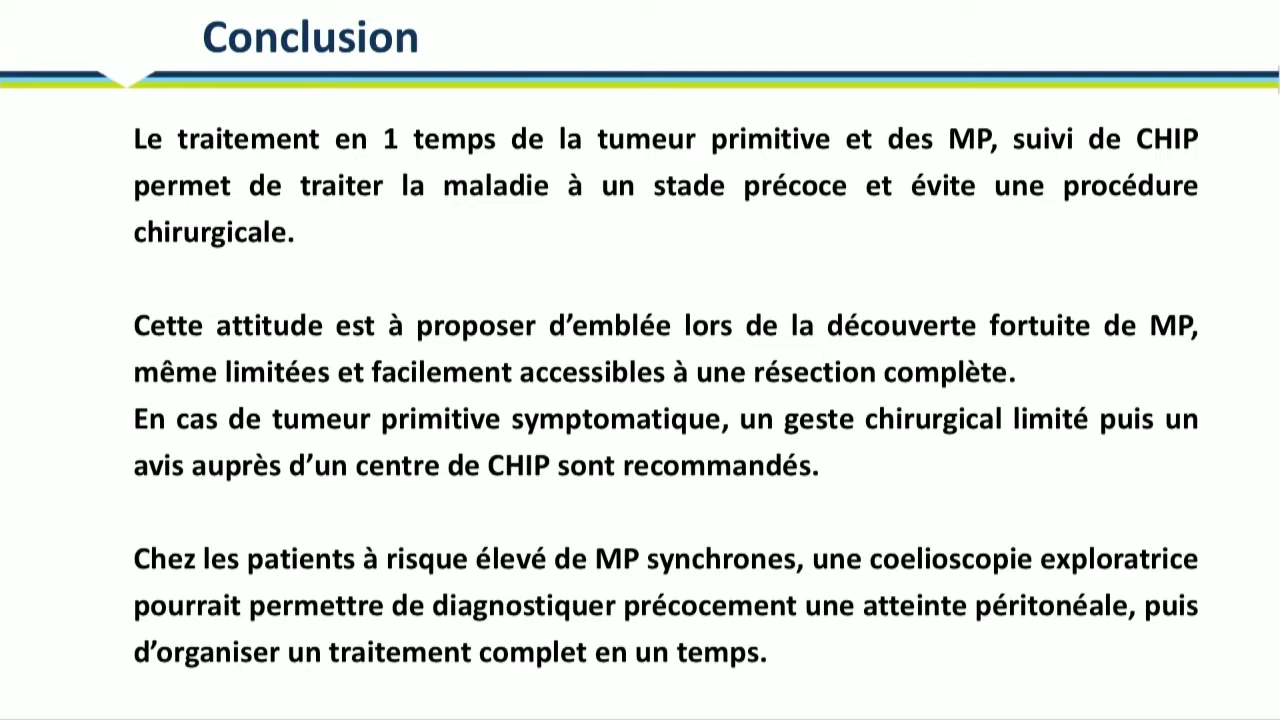 Conclusion
Le traitement en 1 temps de la tumeur primitive et des MP, suivi de CHIP
permet de traiter la maladie à un stade précoce et évite une procédure
chirurgicale.
Cette attitude est à proposer d’emblée lors de la découverte fortuite de MP,
même limitées et facilement accessibles à une résection complète.
En cas de tumeur primitive symptomatique, un geste chirurgical limité puis un
avis auprès d’un centre de CHIP sont recommandés.
Chez les patients à risque élevé de MP synchrones, une coelioscopie exploratrice
pourrait permettre de diagnostiquer précocement une atteinte péritonéale, puis
d’organiser un traitement complet en un temps.